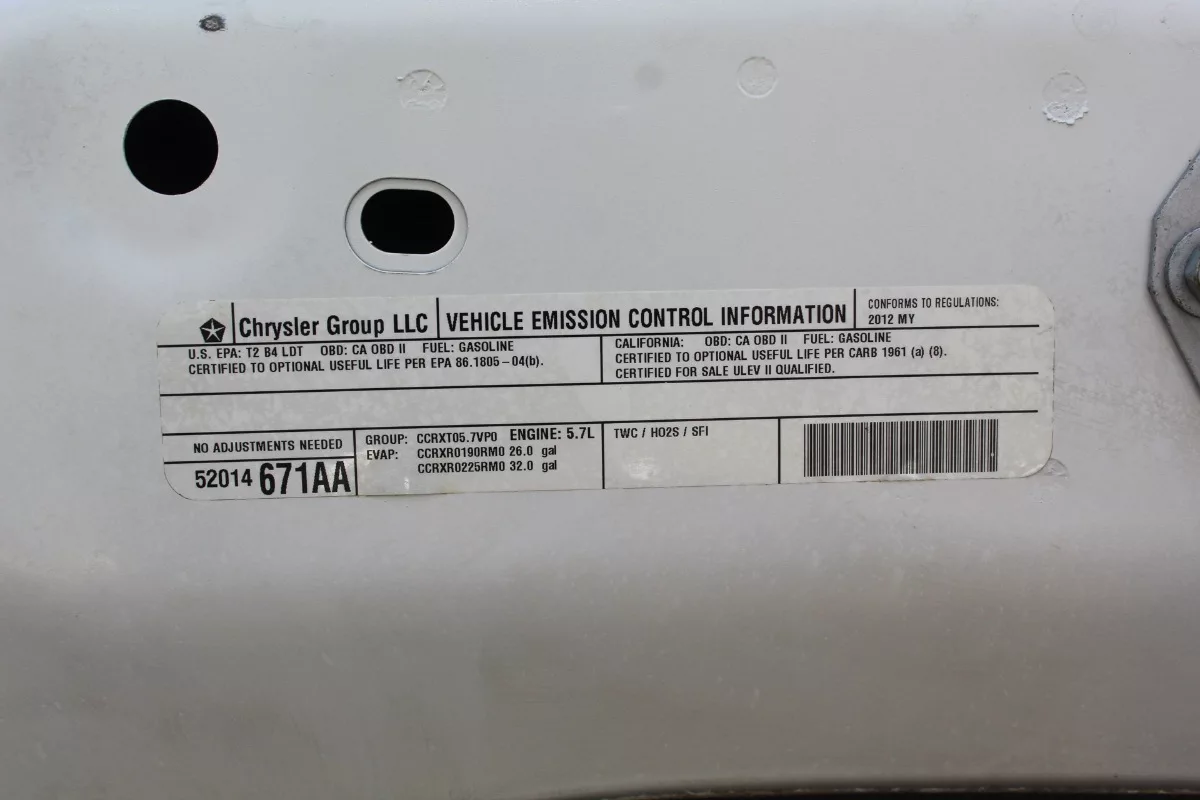 Chrysler Group LLC
VEHICLE EMISSION CONTROL INFORMATION
CONFORMS TO REGULATIONS:
2012 MY
U.S. EPA: T2 B4 LDT OBD: CA OBD II FUEL: GASOLINE
CERTIFIED TO OPTIONAL USEFUL LIFE PER EPA 86.1805-04(b).
CALIFORNIA: OBD: CA OBD II FUEL: GASOLINE
CERTIFIED TO OPTIONAL USEFUL LIFE PER CARB 1961 (a) (8).
CERTIFIED FOR SALE ULEV II QUALIFIED.
NO ADJUSTMENTS NEEDED
52014 671AA
GROUP: CCRXT05.7VP0 ENGINE: 5.7L
EVAP: CCRXR0190RM0 26.0 gal
CCRXR0225RM0 32.0 gal
TWC / HO2S / SFI